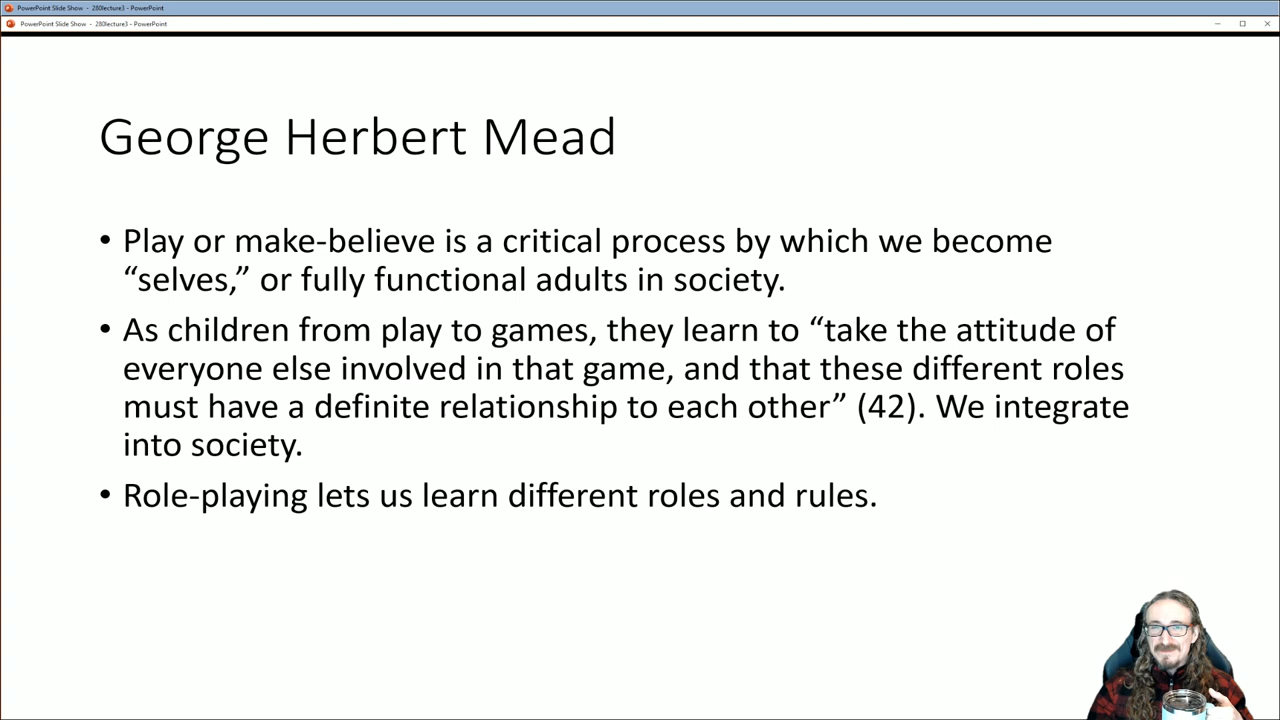 PowerPoint Slide Show - 280lecture3 - PowerPoint
PowerPoint Slide Show - 280lecture3 - PowerPoint
George Herbert Mead
• Play or make-believe is a critical process by which we become
“selves,” or fully functional adults in society.
• As children from play to games, they learn to “take the attitude of
everyone else involved in that game, and that these different roles
must have a definite relationship to each other” (42). We integrate
into society.
• Role-playing lets us learn different roles and rules.